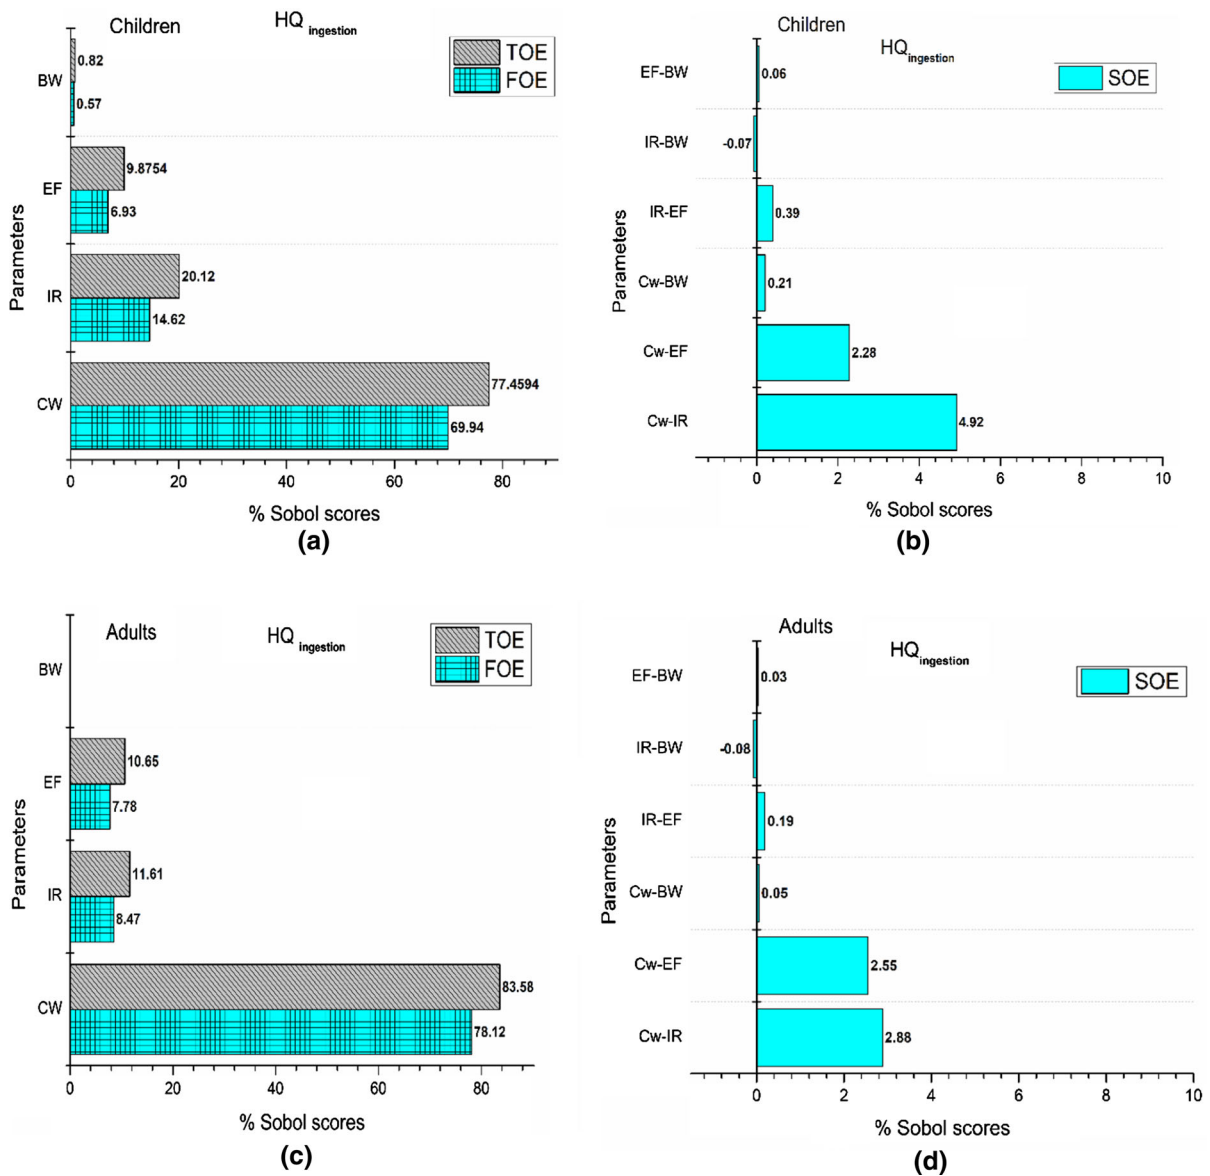 Children
HQ ingestion
TOE
FOE
BW
0.82
0.57
EF
9.8754
6.93
IR
20.12
14.62
CW
77.4594
69.94
Parameters
0 20 40 60 80
% Sobol scores
(a)
Children
HQingestion
SOE
EF-BW
0.06
IR-BW
-0.07
IR-EF
0.39
Cw-BW
0.21
Cw-EF
2.28
Cw-IR
4.92
Parameters
0 2 4 6 8 10
% Sobol scores
(b)
Adults
HQ ingestion
TOE
FOE
BW
EF
10.65
7.78
IR
11.61
8.47
CW
83.58
78.12
Parameters
0 20 40 60 80
% Sobol scores
(c)
Adults
HQingestion
SOE
EF-BW
0.03
IR-BW
-0.08
IR-EF
0.19
Cw-BW
0.05
Cw-EF
2.55
Cw-IR
2.88
Parameters
0 2 4 6 8 10
% Sobol scores
(d)